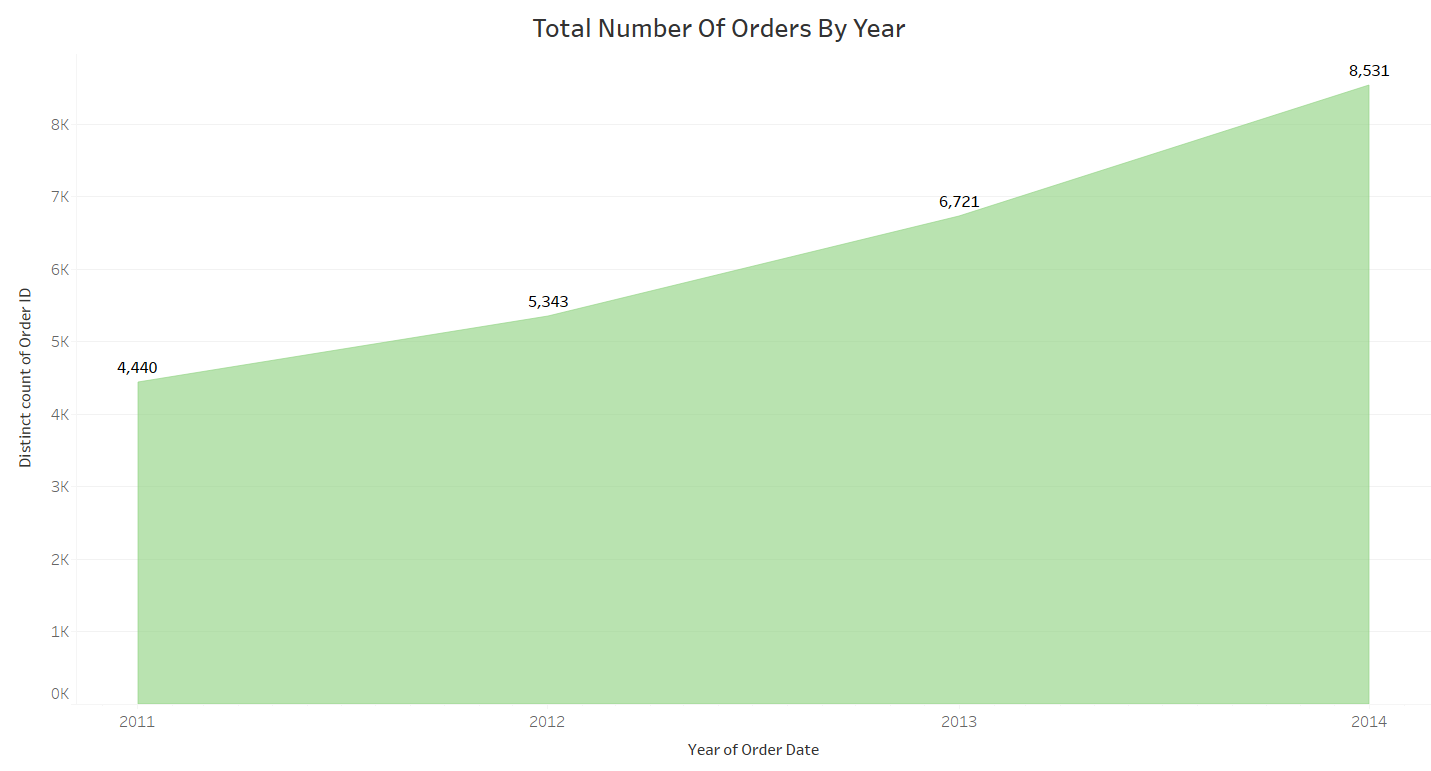 Total Number Of Orders By Year
8,531
8K
7K
6,721
6K
5,343
5K
4,440
4K
3K
2K
1K
0K
Distinct count of Order ID
2011 2012 2013 2014
Year of Order Date